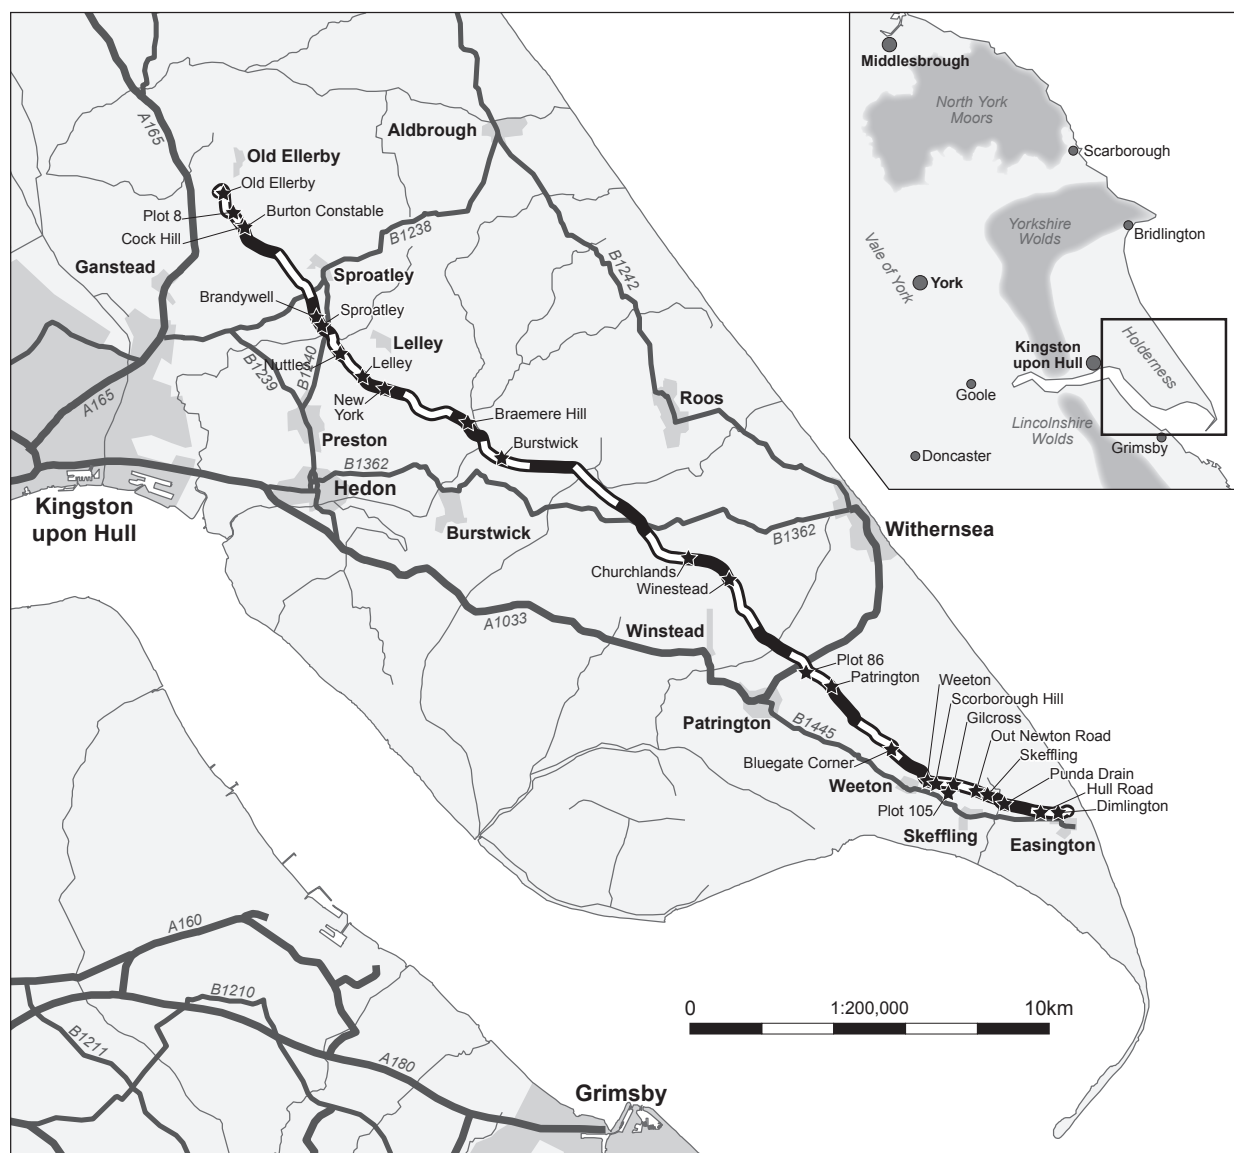 Middlesbrough
North York
Moors
Scarborough
Yorkshire
Wolds
Bridlington
Vale of York
York
Kingston
upon Hull
Holderness
Goole
Lincolnshire
Wolds
Grimsby
Doncaster
A165
Aldbrough
Old Ellerby
Old Ellerby
Plot 8
Burton Constable
Cock Hill
B1238
Ganstead
Sproatley
B1242
Brandywell
Sproatley
Lelley
Nuttles
B1240
Lelley
B1239
New
York
A165
Roos
Braemere Hill
Preston
Burstwick
B1362
Hedon
Kingston
upon Hull
Burstwick
B1362
Withernsea
Churchlands
Winestead
A1033
Winstead
Plot 86
Patrington
Weeton
Scorborough Hill
Gilcross
Out Newton Road
Skeffling
Punda Drain
Hull Road
Dimlington
Patrington
B1445
Bluegate Corner
Weeton
Plot 105
Skeffling
Easington
A160
B1210
B1211
A180
0
1:200,000
10km
Grimsby